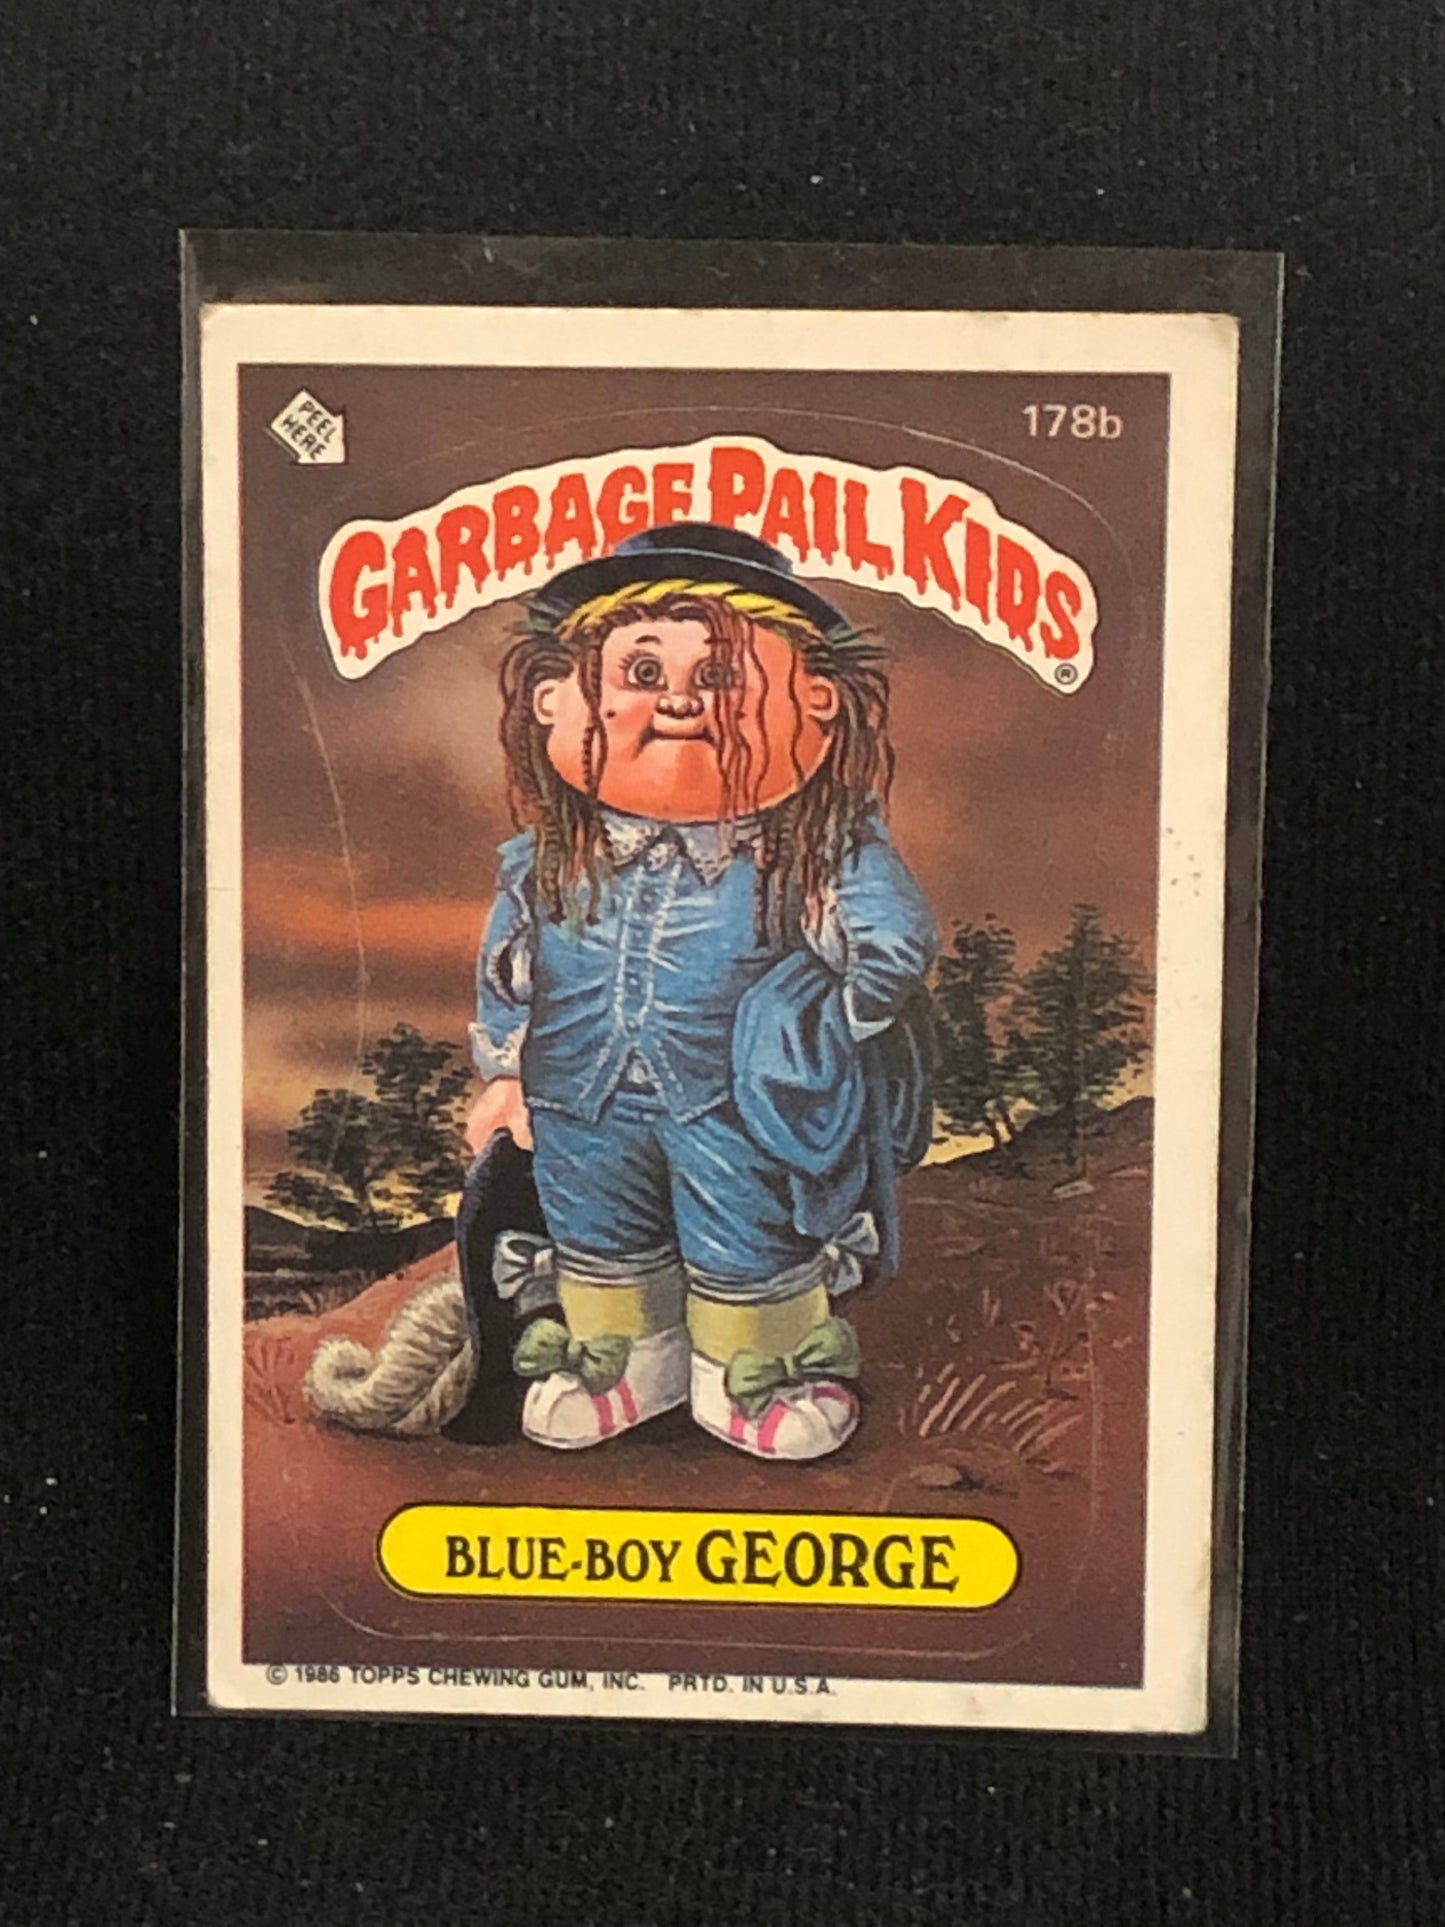 PEEL
HERE
178b
GARBAGE PAIL KIDS ®
BLUE-BOY GEORGE
© 1986 TOPPS CHEWING GUM, INC. PRTD. IN U.S.A.